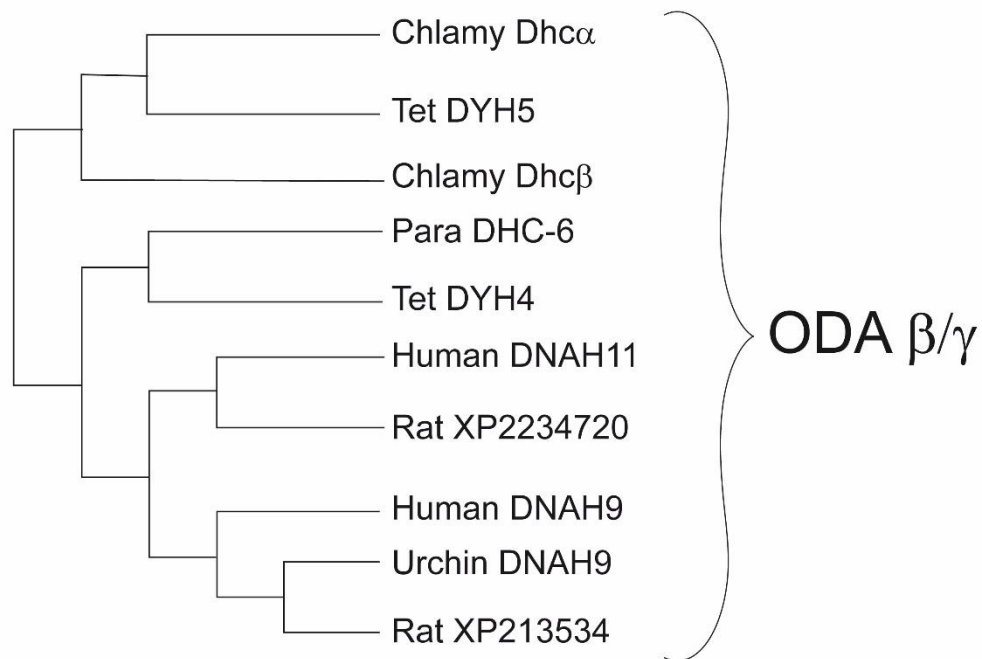 Chlamy Dhcα
Tet DYH5
Chlamy Dhcβ
Para DHC-6
Tet DYH4
Human DNAH11
Rat XP2234720
Human DNAH9
Urchin DNAH9
Rat XP213534
ODA β/γ